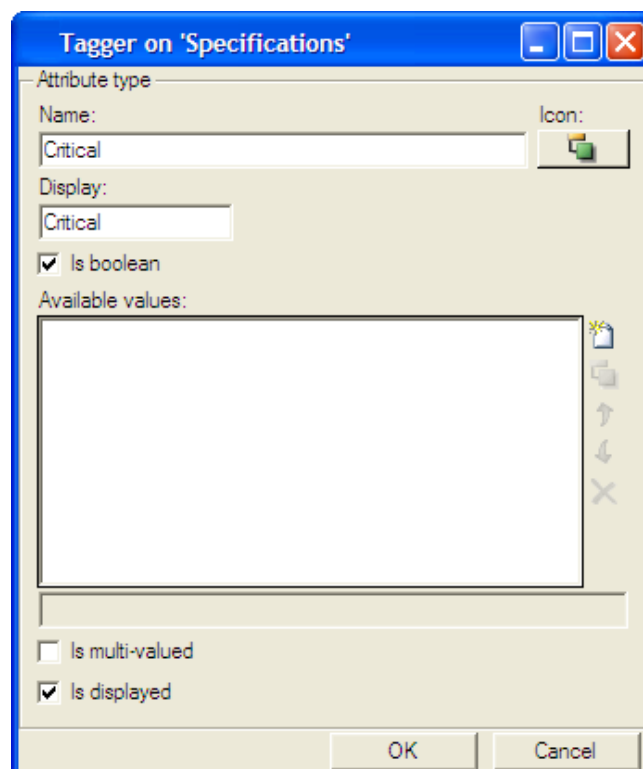 Tagger on 'Specifications'
Attribute type
Name: Icon:
Critical
Display:
Critical
Is boolean
Available values:
Is multi-valued
Is displayed
OK Cancel